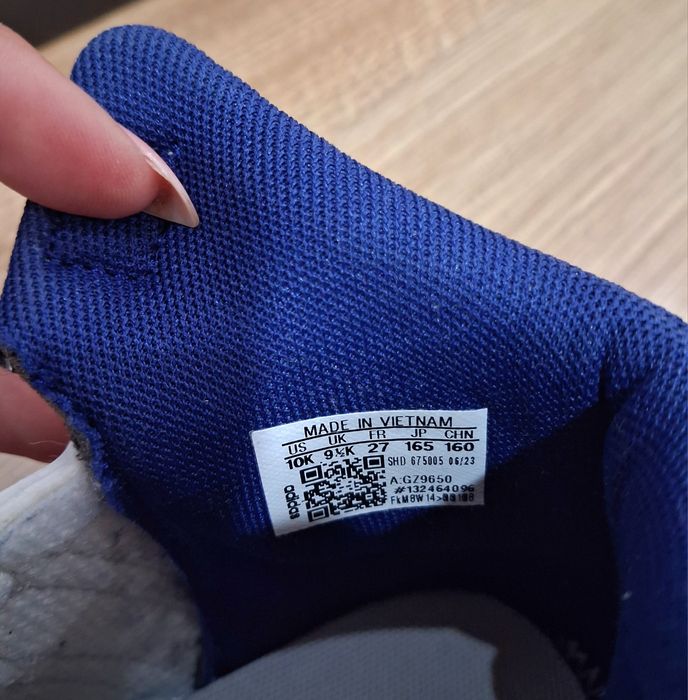 MADE IN VIETNAM
US UK FR JP CHN
10K 9½K 27 165 160
SHD 675005 06/23
A:GZ9650
#132464096
adidas